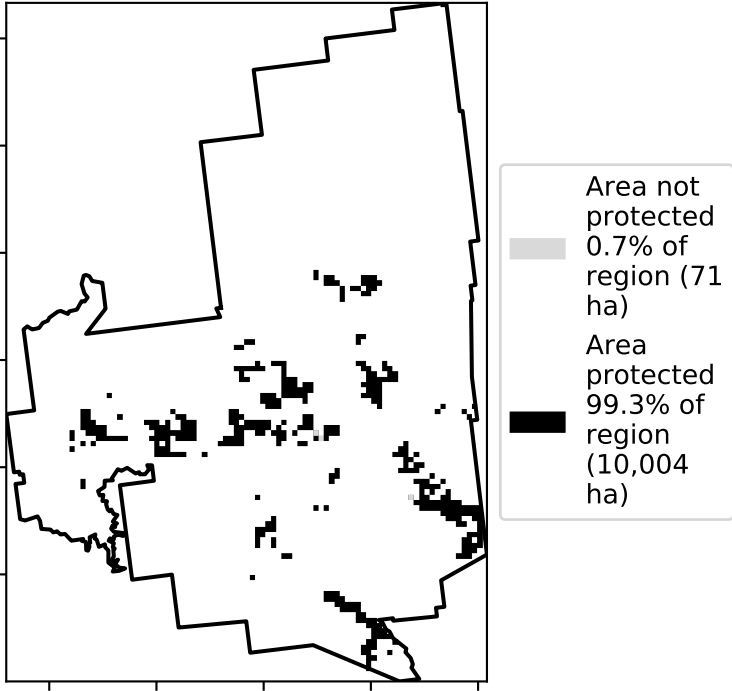 Area not
protected
0.7% of
region (71
ha)
Area
protected
99.3% of
region
(10,004
ha)